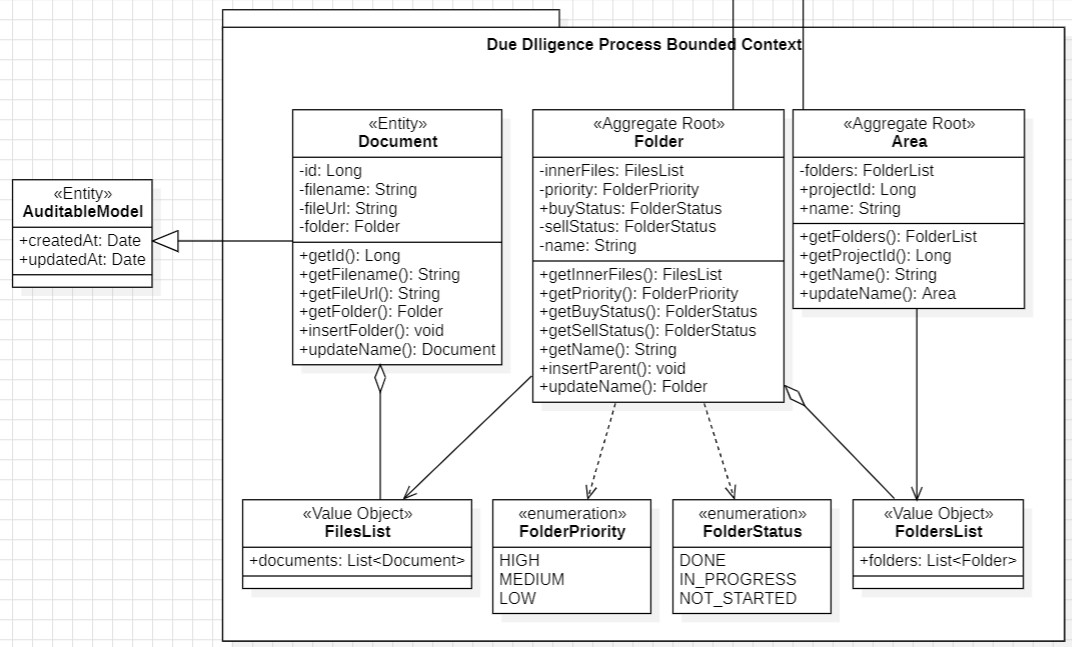 Due DIligence Process Bounded Context
«Entity»
AuditableModel
+createdAt: Date
+updatedAt: Date
«Entity»
Document
-id: Long
-filename: String
-fileUrl: String
-folder: Folder
+getId(): Long
+getFilename(): String
+getFileUrl(): String
+getFolder(): Folder
+insertFolder(): void
+updateName(): Document
«Aggregate Root»
Folder
-innerFiles: FilesList
-priority: FolderPriority
+buyStatus: FolderStatus
-sellStatus: FolderStatus
-name: String
+getInnerFiles(): FilesList
+getPriority(): FolderPriority
+getBuyStatus(): FolderStatus
+getSellStatus(): FolderStatus
+getName(): String
+insertParent(): void
+updateName(): Folder
«Aggregate Root»
Area
-folders: FolderList
+projectId: Long
+name: String
+getFolders(): FolderList
+getProjectId(): Long
+getName(): String
+updateName(): Area
«Value Object»
FilesList
+documents: List<Document>
«enumeration»
FolderPriority
HIGH
MEDIUM
LOW
«enumeration»
FolderStatus
DONE
IN_PROGRESS
NOT_STARTED
«Value Object»
FoldersList
+folders: List<Folder>